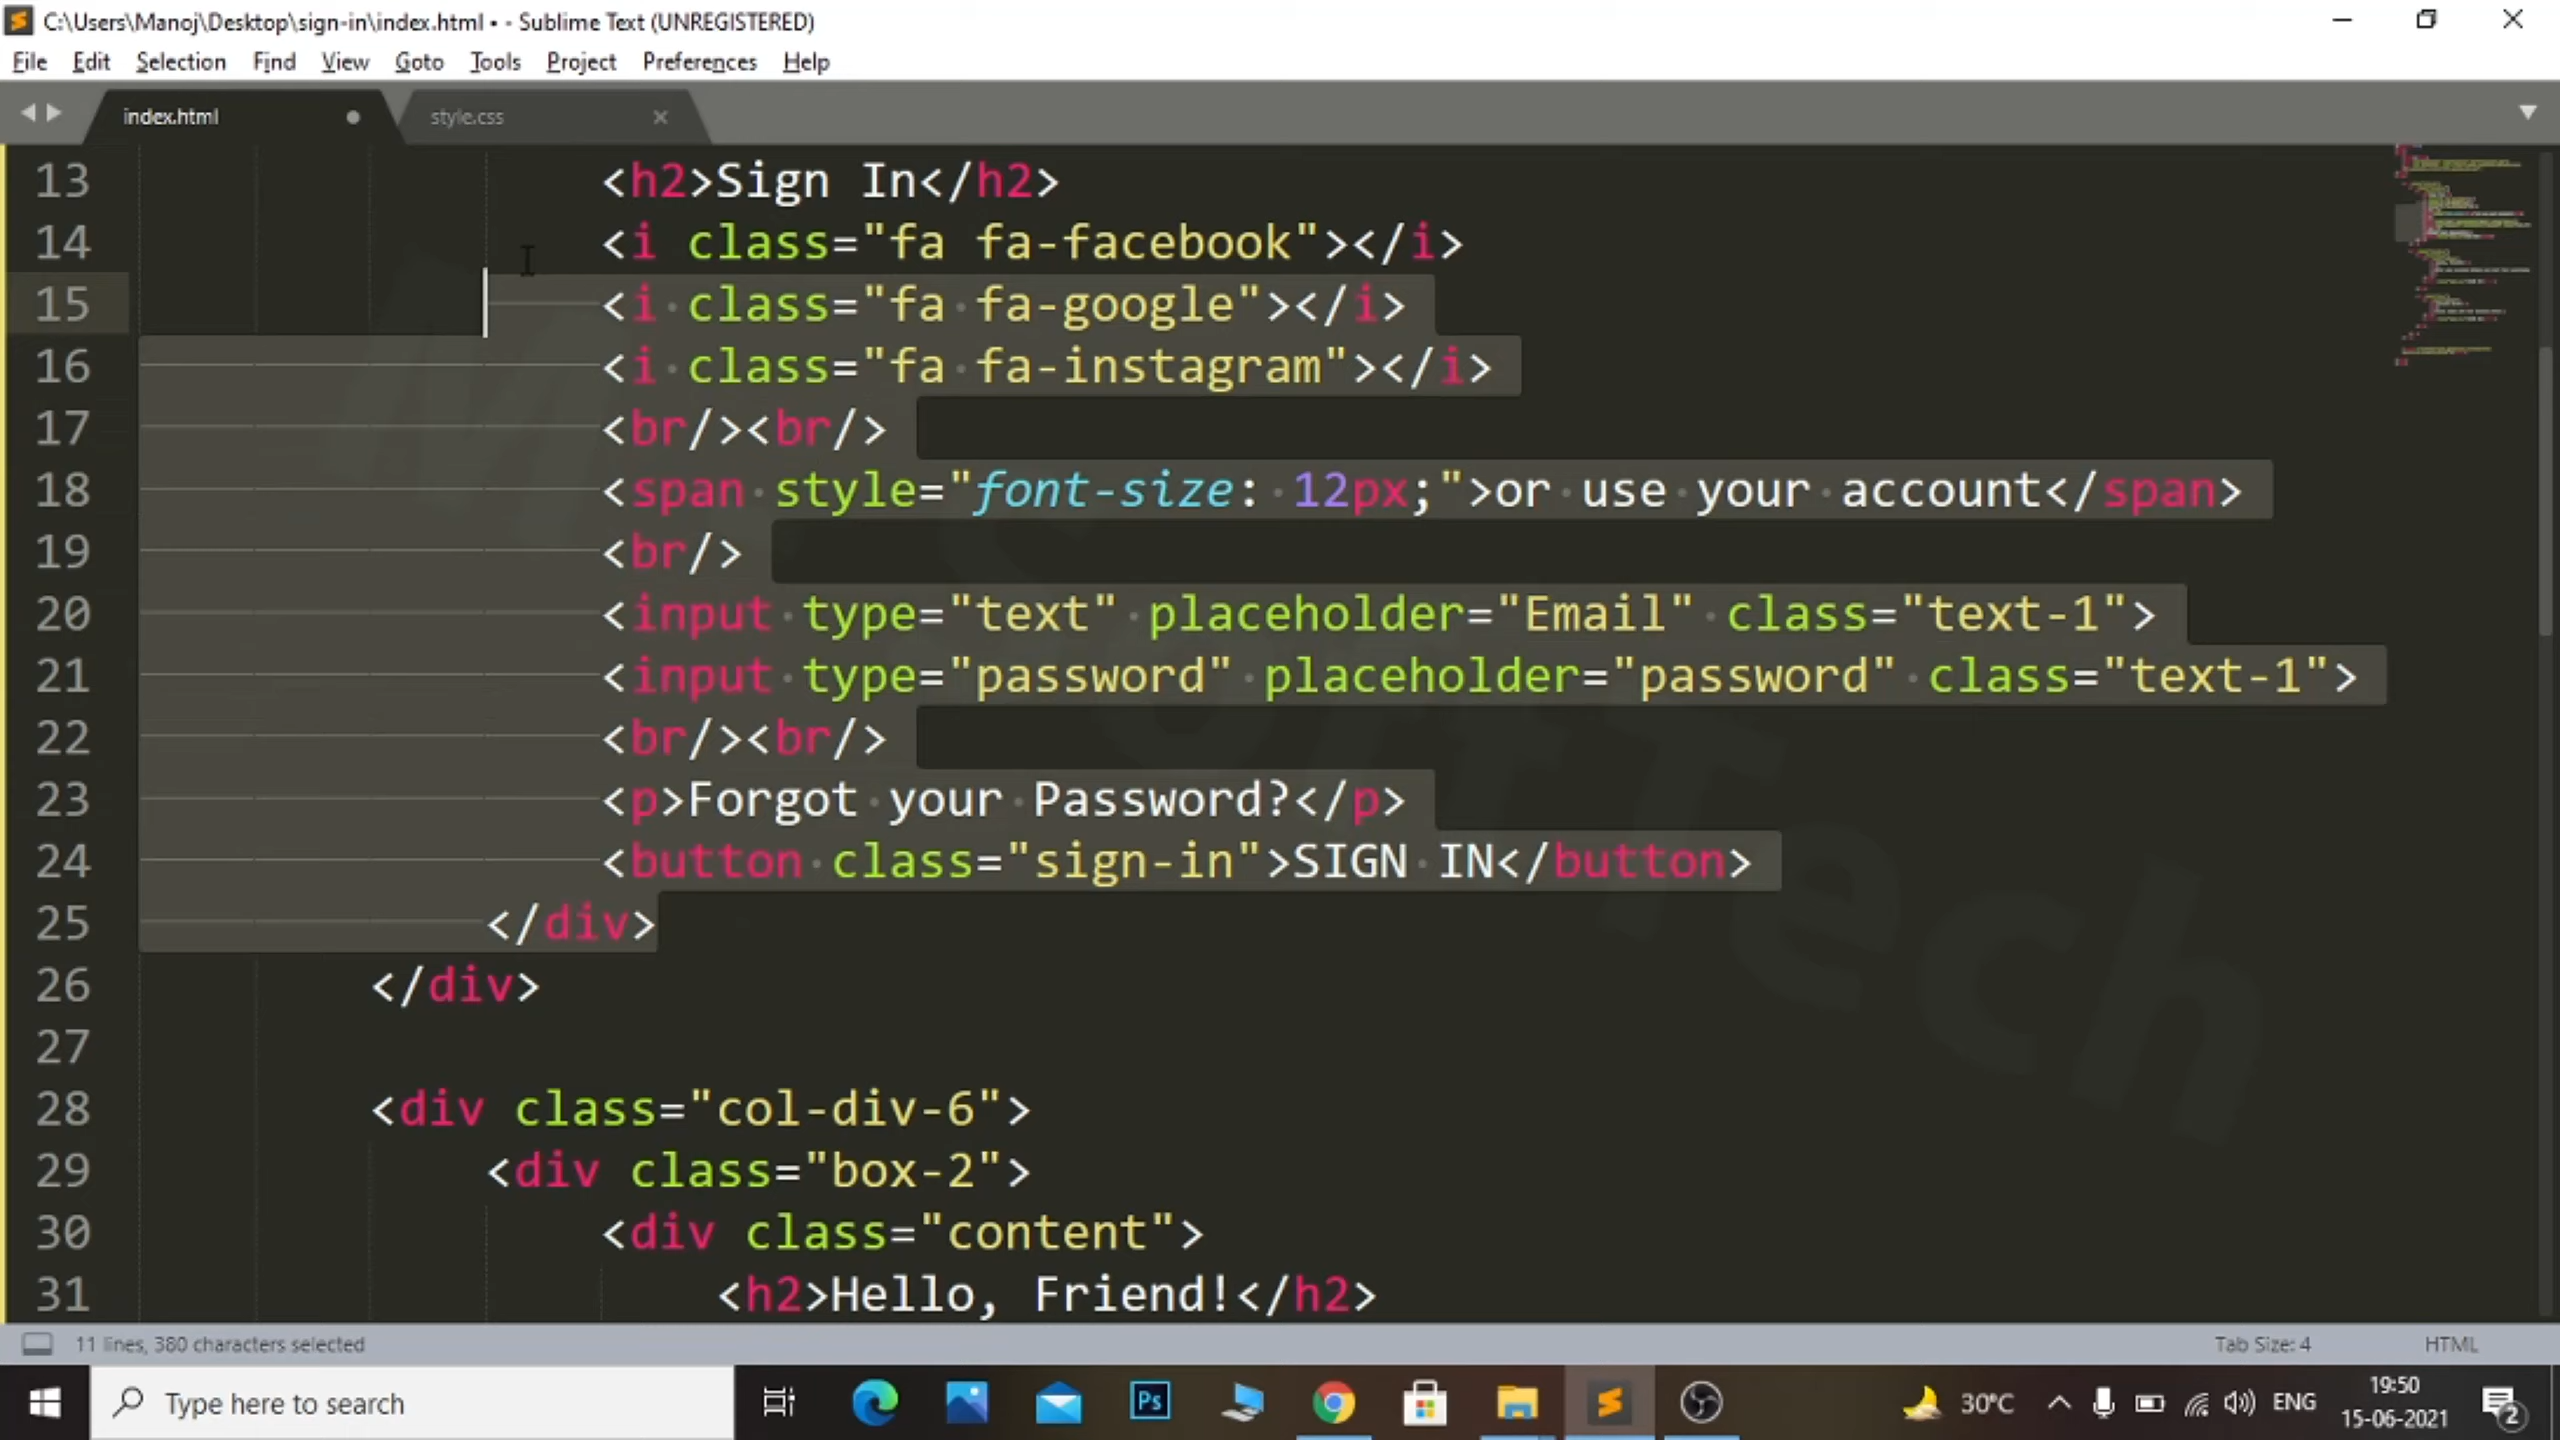 C:\Users\Manoj\Desktop\sign-in\index.html • - Sublime Text (UNREGISTERED)
File Edit Selection Find View Goto Tools Project Preferences Help
index.html style.css
13 <h2>Sign In</h2>
14 <i class="fa fa-facebook"></i>
15 <i class="fa fa-google"></i>
16 <i class="fa fa-instagram"></i>
17 <br/><br/>
18 <span style="font-size: 12px;">or use your account</span>
19 <br/>
20 <input type="text" placeholder="Email" class="text-1">
21 <input type="password" placeholder="password" class="text-1">
22 <br/><br/>
23 <p>Forgot your Password?</p>
24 <button class="sign-in">SIGN IN</button>
25 </div>
26 </div>
27
28 <div class="col-div-6">
29 <div class="box-2">
30 <div class="content">
31 <h2>Hello, Friend!</h2>
11 lines, 380 characters selected Tab Size: 4 HTML
Type here to search Ps 30°C ENG 19:50
15-06-2021 2